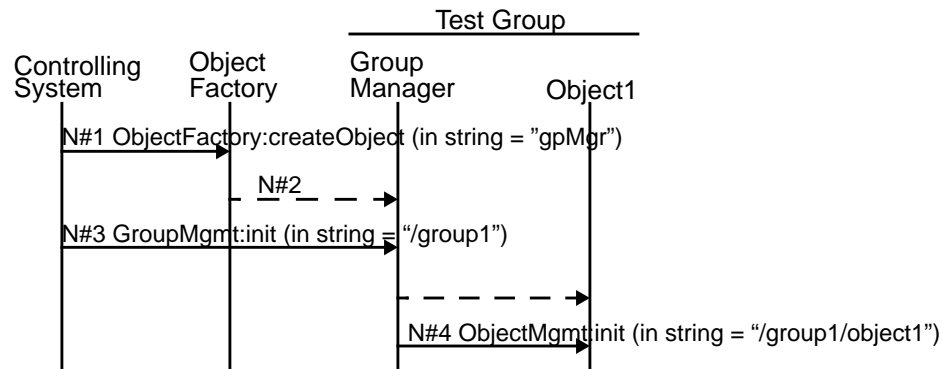 Test Group
Controlling System
Object Factory
Group Manager
Object1
N#1 ObjectFactory:createObject (in string = ”gpMgr”)
N#2
N#3 GroupMgmt:init (in string = “/group1”)
N#4 ObjectMgmt:init (in string = “/group1/object1”)